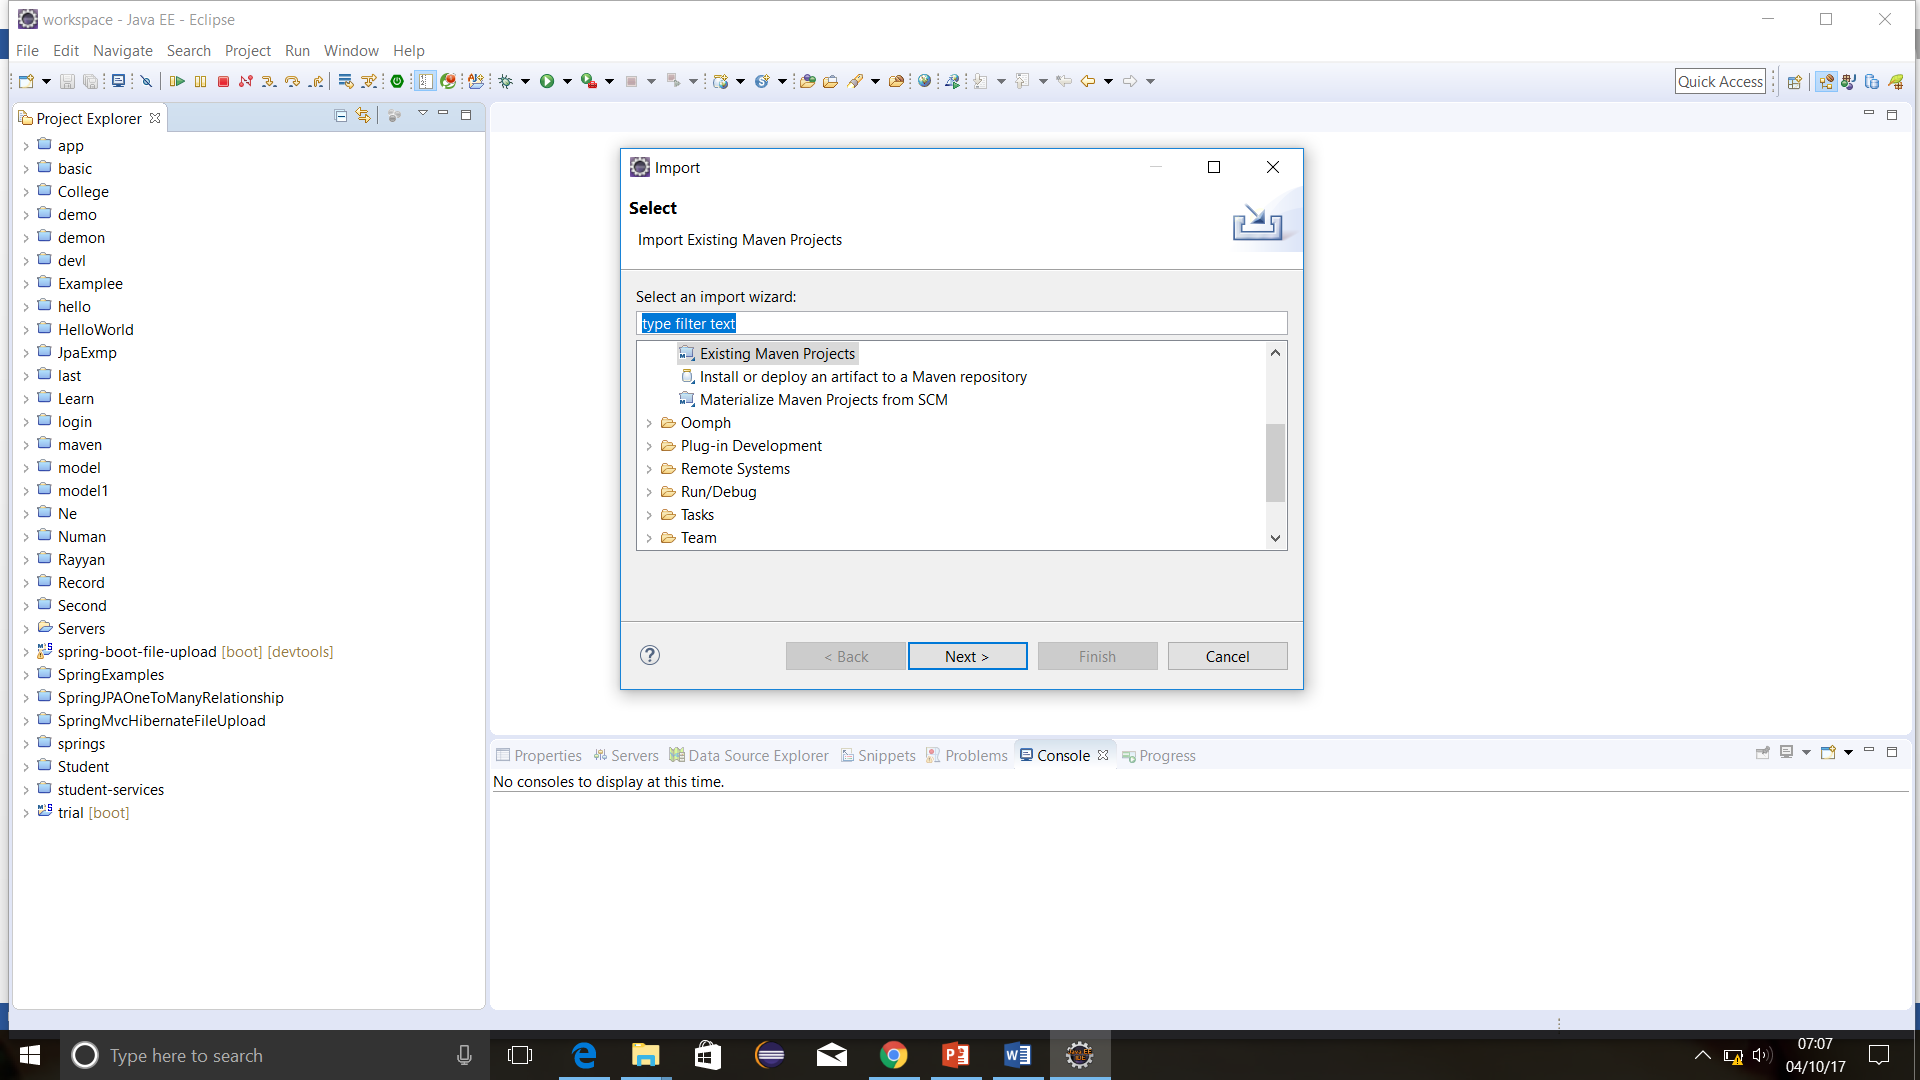 workspace - Java EE - Eclipse
File Edit Navigate Search Project Run Window Help
Quick Access
Project Explorer
app
basic
College
demo
demon
devl
Examplee
hello
HelloWorld
JpaExmp
last
Learn
login
maven
model
model1
Ne
Numan
Rayyan
Record
Second
Servers
spring-boot-file-upload [boot] [devtools]
SpringExamples
SpringJPAOneToManyRelationship
SpringMvcHibernateFileUpload
springs
Student
student-services
trial [boot]
Import
Select
Import Existing Maven Projects
Select an import wizard:
type filter text
Existing Maven Projects
Install or deploy an artifact to a Maven repository
Materialize Maven Projects from SCM
Oomph
Plug-in Development
Remote Systems
Run/Debug
Tasks
Team
< Back Next > Finish Cancel
Properties Servers Data Source Explorer Snippets Problems Console Progress
No consoles to display at this time.
Type here to search
07:07
04/10/17